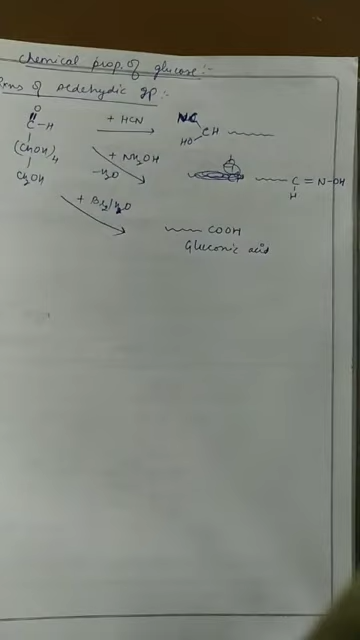 chemical prop. of glucose :-
Rxns of aldehydic gp :-
O
C-H
+ HCN
NC
CH
HO
(CHOH)4
+ NH2OH
-H2O
C=N-OH
H
CH2OH
+ Br2/H2O
COOH
Gluconic acid